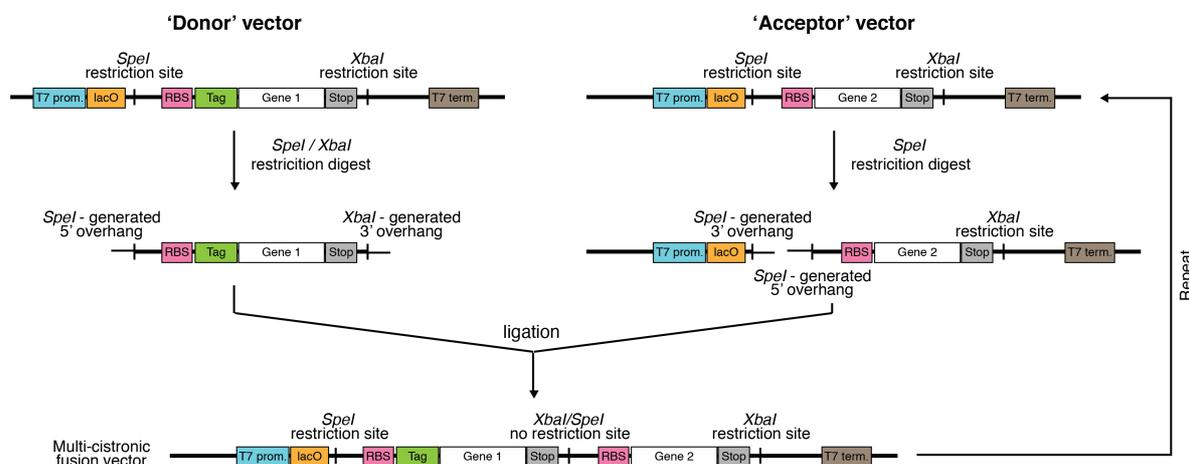 ‘Donor’ vector
‘Acceptor’ vector
SpeI
restriction site
XbaI
restriction site
SpeI
restriction site
XbaI
restriction site
T7 prom. lacO RBS Tag Gene 1 Stop T7 term.
T7 prom. lacO RBS Gene 2 Stop T7 term.
SpeI / XbaI
restricition digest
SpeI
restricition digest
SpeI - generated
5’ overhang
XbaI - generated
3’ overhang
SpeI - generated
3’ overhang
XbaI
restriction site
RBS Tag Gene 1 Stop
T7 prom. lacO RBS Gene 2 Stop T7 term.
SpeI - generated
5’ overhang
Repeat
ligation
SpeI
restriction site
XbaI/SpeI
no restriction site
XbaI
restriction site
Multi-cistronic
fusion vector
T7 prom. lacO RBS Tag Gene 1 Stop RBS Gene 2 Stop T7 term.